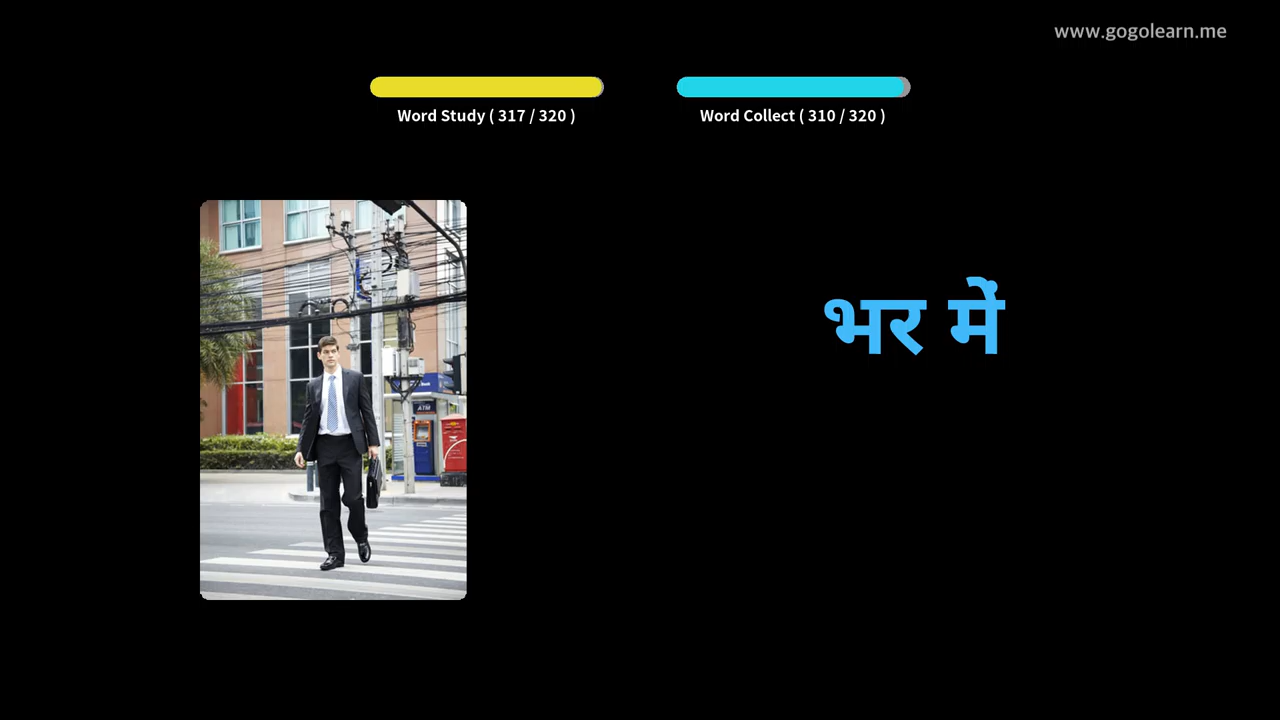 www.gogolearn.me
Word Study ( 317 / 320 )
Word Collect ( 310 / 320 )
भर में
ATM